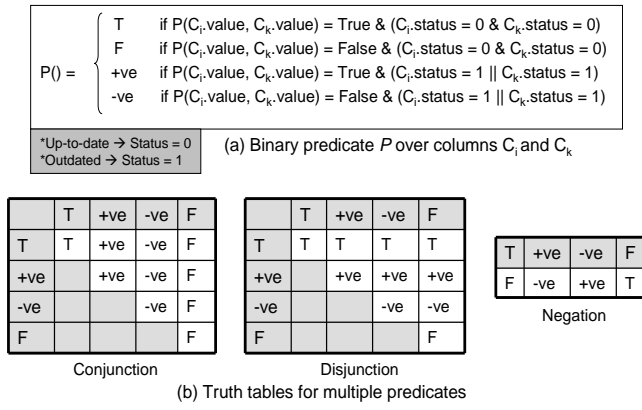 P() =
T if P(Ci.value, Ck.value) = True & (Ci.status = 0 & Ck.status = 0)
F if P(Ci.value, Ck.value) = False & (Ci.status = 0 & Ck.status = 0)
+ve if P(Ci.value, Ck.value) = True & (Ci.status = 1 || Ck.status = 1)
-ve if P(Ci.value, Ck.value) = False & (Ci.status = 1 || Ck.status = 1)
*Up-to-date → Status = 0
*Outdated → Status = 1
(a) Binary predicate P over columns Ci and Ck
T +ve -ve F
T T +ve -ve F
+ve +ve -ve F
-ve -ve F
F F
Conjunction
T +ve -ve F
T T T T T
+ve +ve +ve +ve
-ve -ve -ve
F F
Disjunction
T +ve -ve F
F -ve +ve T
Negation
(b) Truth tables for multiple predicates